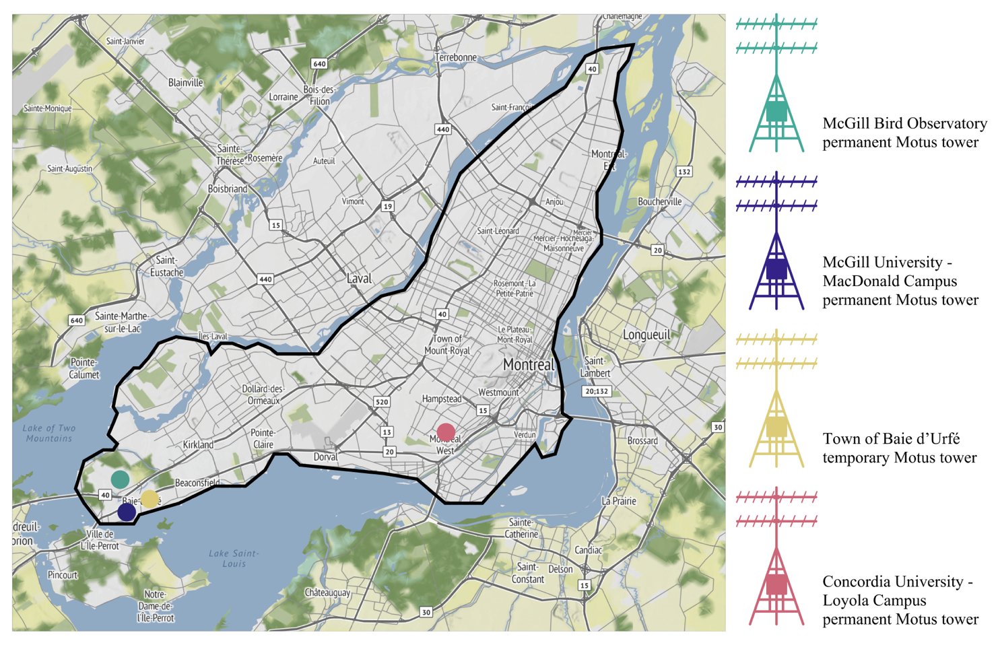 Charlemagne
Saint-Janvier
Terrebonne
640
40
Blainville
Bois-des-
Filion
Lorraine
Sainte-Monique
Saint-François
440
Sainte-
Thérèse
Rosemère
Auteuil
Montréal-
Est
Saint-Augustin
132
Boisbriand
Vimont
19
Anjou
Boucherville
15
Saint-Léonard
Mercier
Mercier-Hochelaga-
Maisonneuve
20
Saint-
Eustache
440
Laval
Rosemont-La
Petite-Patrie
640
Sainte-Marthe-
sur-le-Lac
40
Îles-Laval
Le Plateau-
Mont-Royal
Longueuil
Town of
Mount-Royal
Pointe-
Calumet
Montréal
Saint-
Lambert
Dollard-des-
Ormeaux
20;132
Hampstead
Westmount
520
15
Lake of Two
Mountains
13
30
Pointe-
Claire
Kirkland
Verdun
West
20
Dorval
Brossard
Beaconsfield
40
La Prairie
Ville de
L'Île-Perrot
Sainte-
Catherine
Lake Saint-
Louis
Candiac
Pincourt
Saint-
Constant
Delson
15
Châteauguay
Notre-
Dame-de-
l'Île-Perrot
30
McGill Bird Observatory
permanent Motus tower
McGill University -
MacDonald Campus
permanent Motus tower
Town of Baie d’Urfé
temporary Motus tower
Concordia University -
Loyola Campus
permanent Motus tower